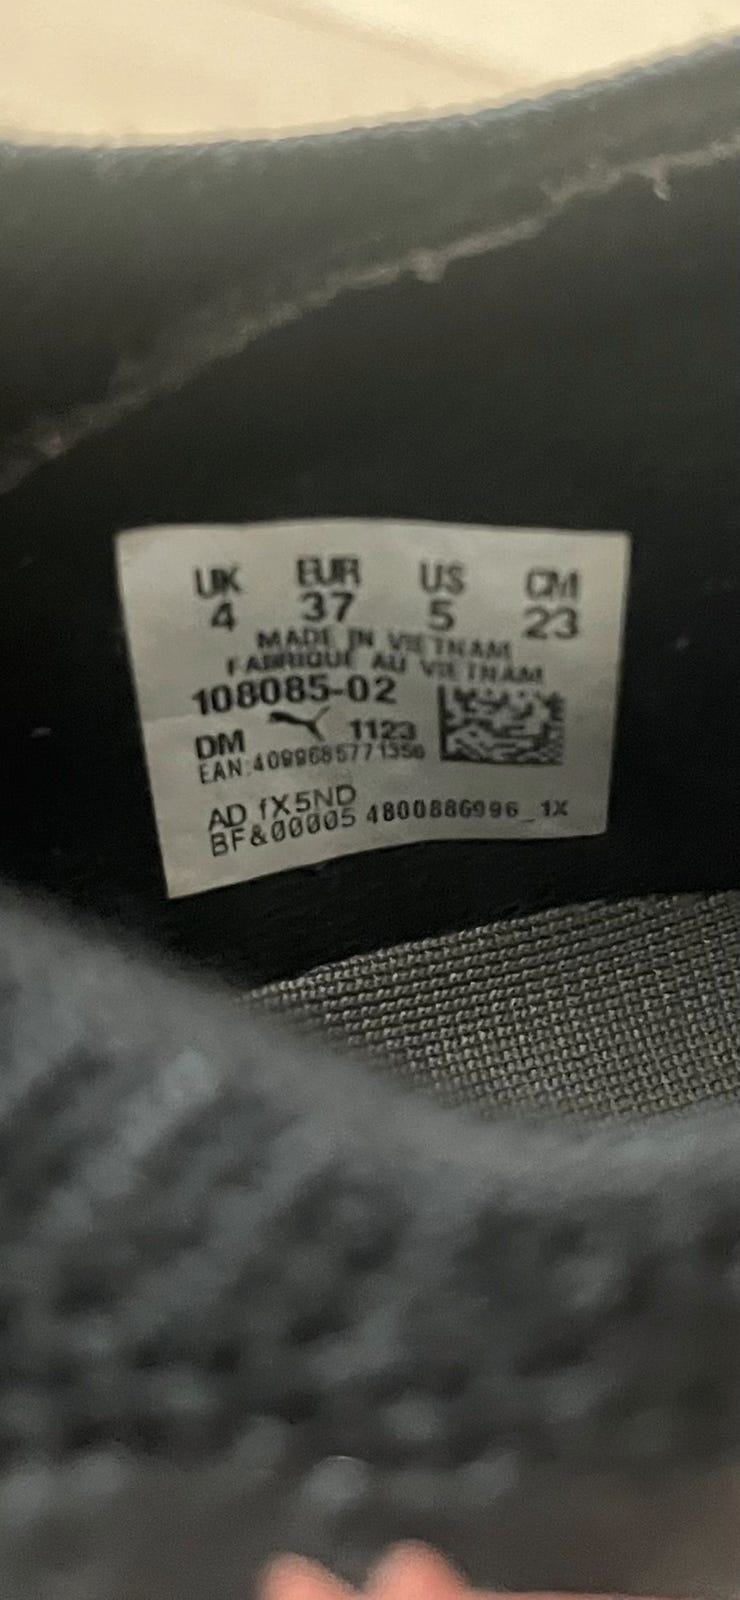 UK EUR US CM
4 37 5 23
MADE IN VIETNAM
FABRIQUÉ AU VIETNAM
108085-02
DM 1123
EAN:4099685771356
AD fX5ND
BF&00005 4800886996_1X